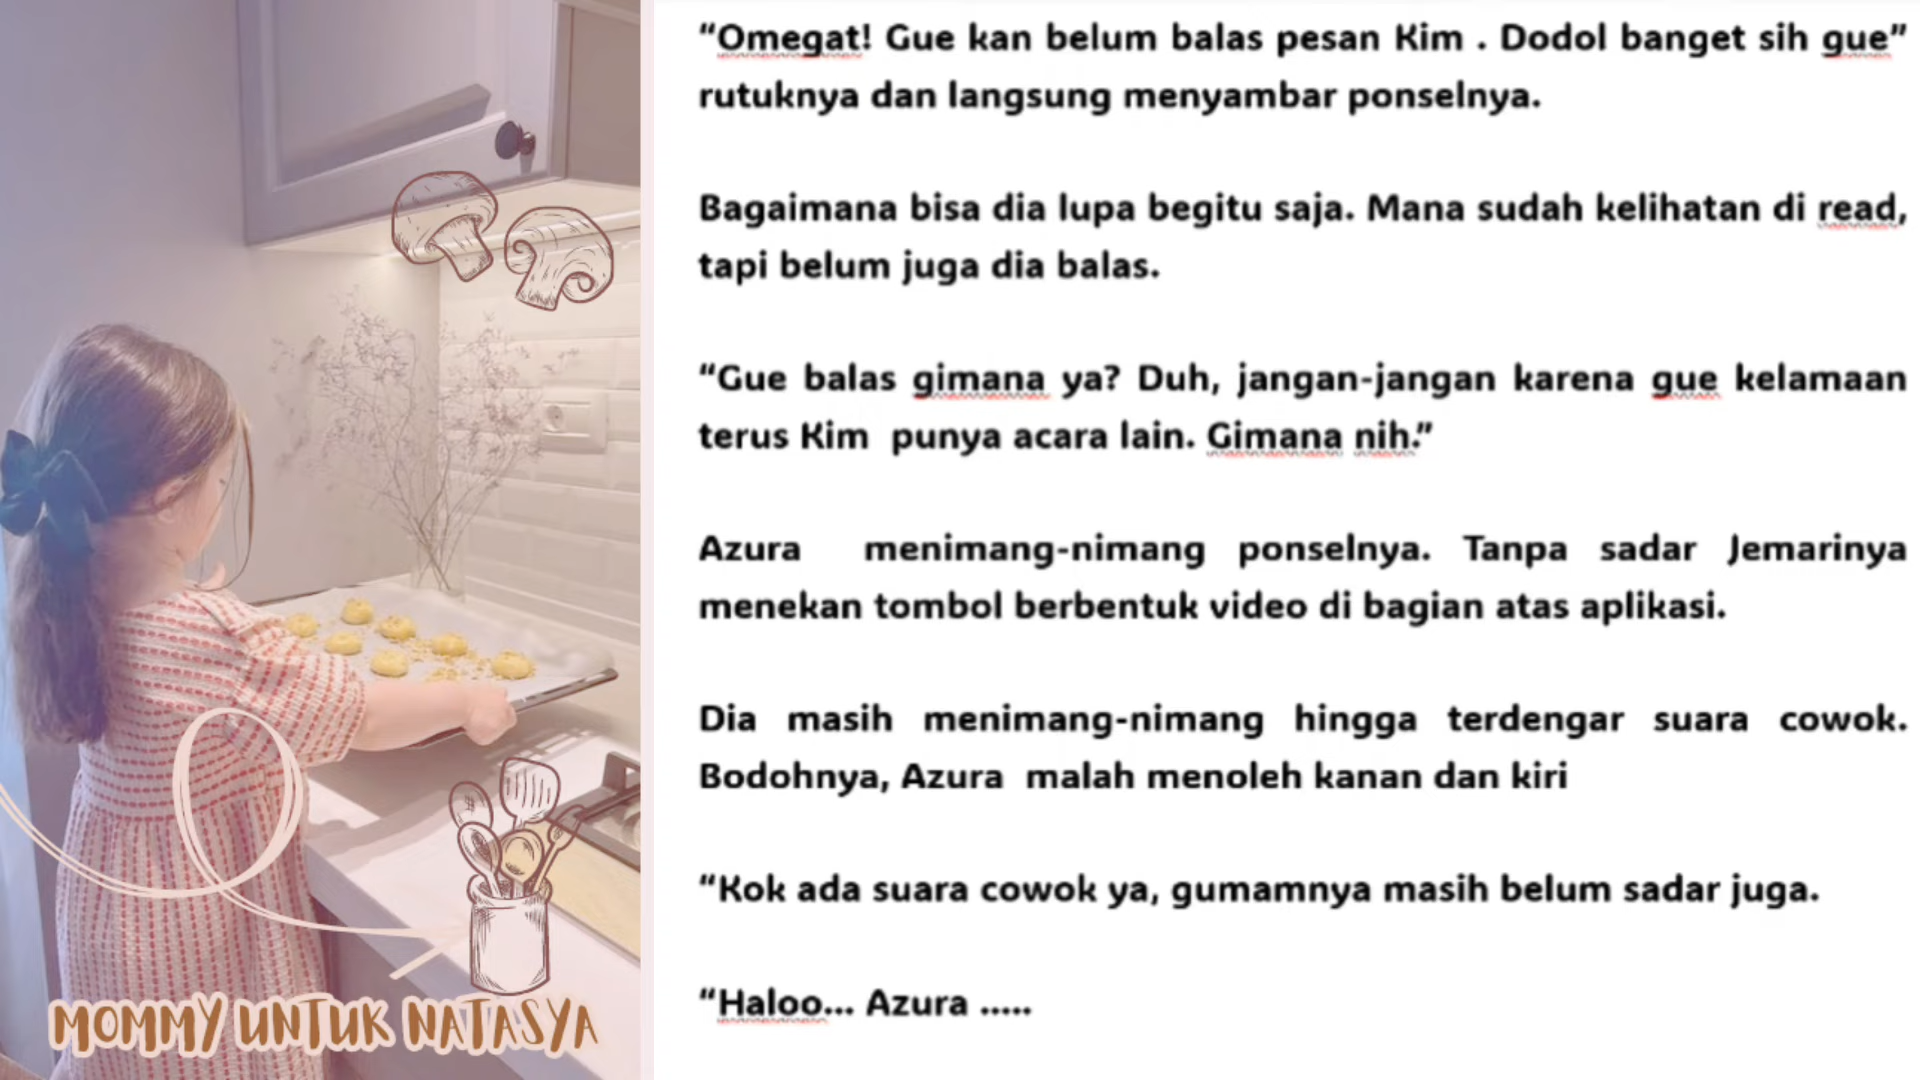 “Omegat! Gue kan belum balas pesan Kim . Dodol banget sih gue”
rutuknya dan langsung menyambar ponselnya.
Bagaimana bisa dia lupa begitu saja. Mana sudah kelihatan di read,
tapi belum juga dia balas.
“Gue balas gimana ya? Duh, jangan-jangan karena gue kelamaan
terus Kim punya acara lain. Gimana nih.”
Azura menimang-nimang ponselnya. Tanpa sadar Jemarinya
menekan tombol berbentuk video di bagian atas aplikasi.
Dia masih menimang-nimang hingga terdengar suara cowok.
Bodohnya, Azura malah menoleh kanan dan kiri
“Kok ada suara cowok ya, gumamnya masih belum sadar juga.
“Haloo... Azura .....
MOMMY UNTUK NATASYA